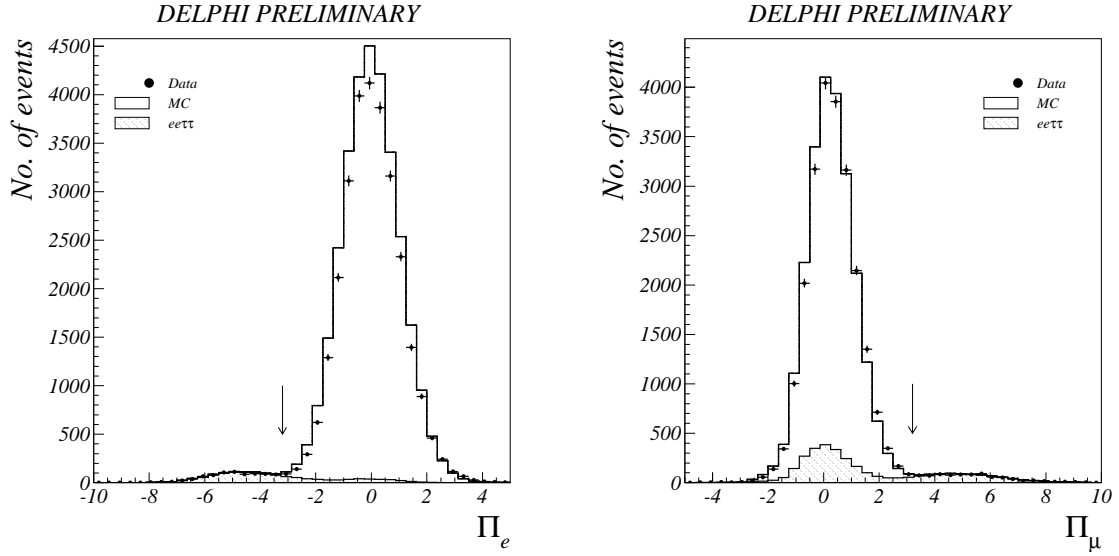 DELPHI PRELIMINARY
No. of events
4500
4000
3500
3000
2500
2000
1500
1000
500
0
Data
MC
eeττ
-10 -8 -6 -4 -2 0 2 4
Π_e
DELPHI PRELIMINARY
No. of events
4000
3500
3000
2500
2000
1500
1000
500
0
Data
MC
eeττ
-4 -2 0 2 4 6 8 10
Π_μ